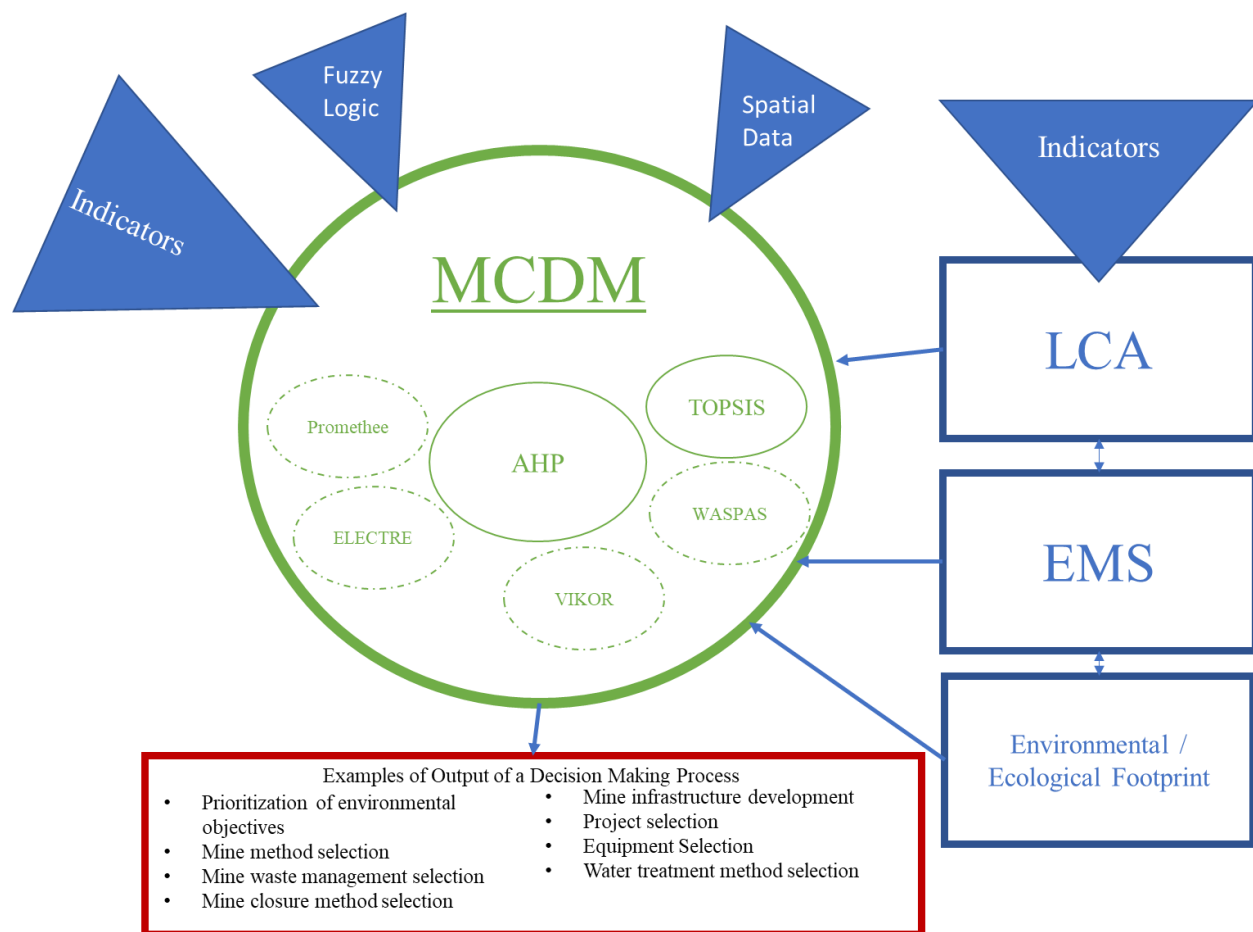 Fuzzy
Logic
Spatial
Data
Indicators
Indicators
MCDM
LCA
TOPSIS
Promethee
AHP
WASPAS
ELECTRE
EMS
VIKOR
Environmental /
Ecological Footprint
Examples of Output of a Decision Making Process
• Prioritization of environmental
objectives
• Mine method selection
• Mine waste management selection
• Mine closure method selection
• Mine infrastructure development
• Project selection
• Equipment Selection
• Water treatment method selection